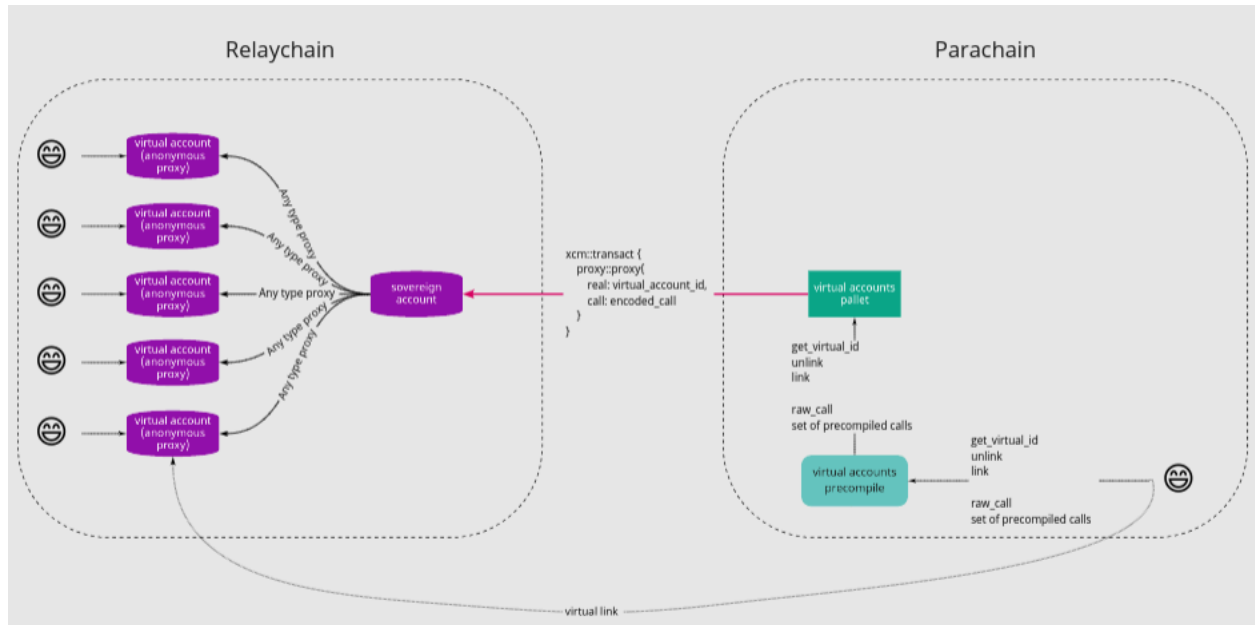 Relaychain
Parachain
virtual account
(anonymous
proxy)
Any type proxy
virtual account
(anonymous
proxy)
Any type proxy
virtual account
(anonymous
proxy)
Any type proxy
virtual account
(anonymous
proxy)
Any type proxy
virtual account
(anonymous
proxy)
Any type proxy
sovereign
account
xcm::transact {
proxy::proxy{
real: virtual_account_id,
call: encoded_call
}
}
virtual accounts
pallet
get_virtual_id
unlink
link
raw_call
set of precompiled calls
virtual accounts
precompile
get_virtual_id
unlink
link
raw_call
set of precompiled calls
virtual link